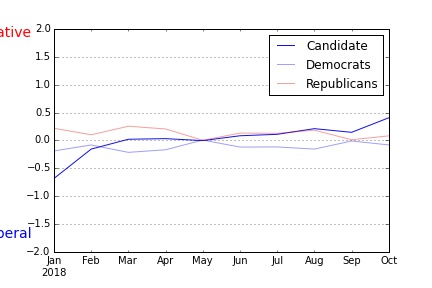 2.0
ative
1.5
1.0
0.5
0.0
−0.5
−1.0
−1.5
beral
−2.0
Candidate
Democrats
Republicans
Jan Feb Mar Apr May Jun Jul Aug Sep Oct
2018